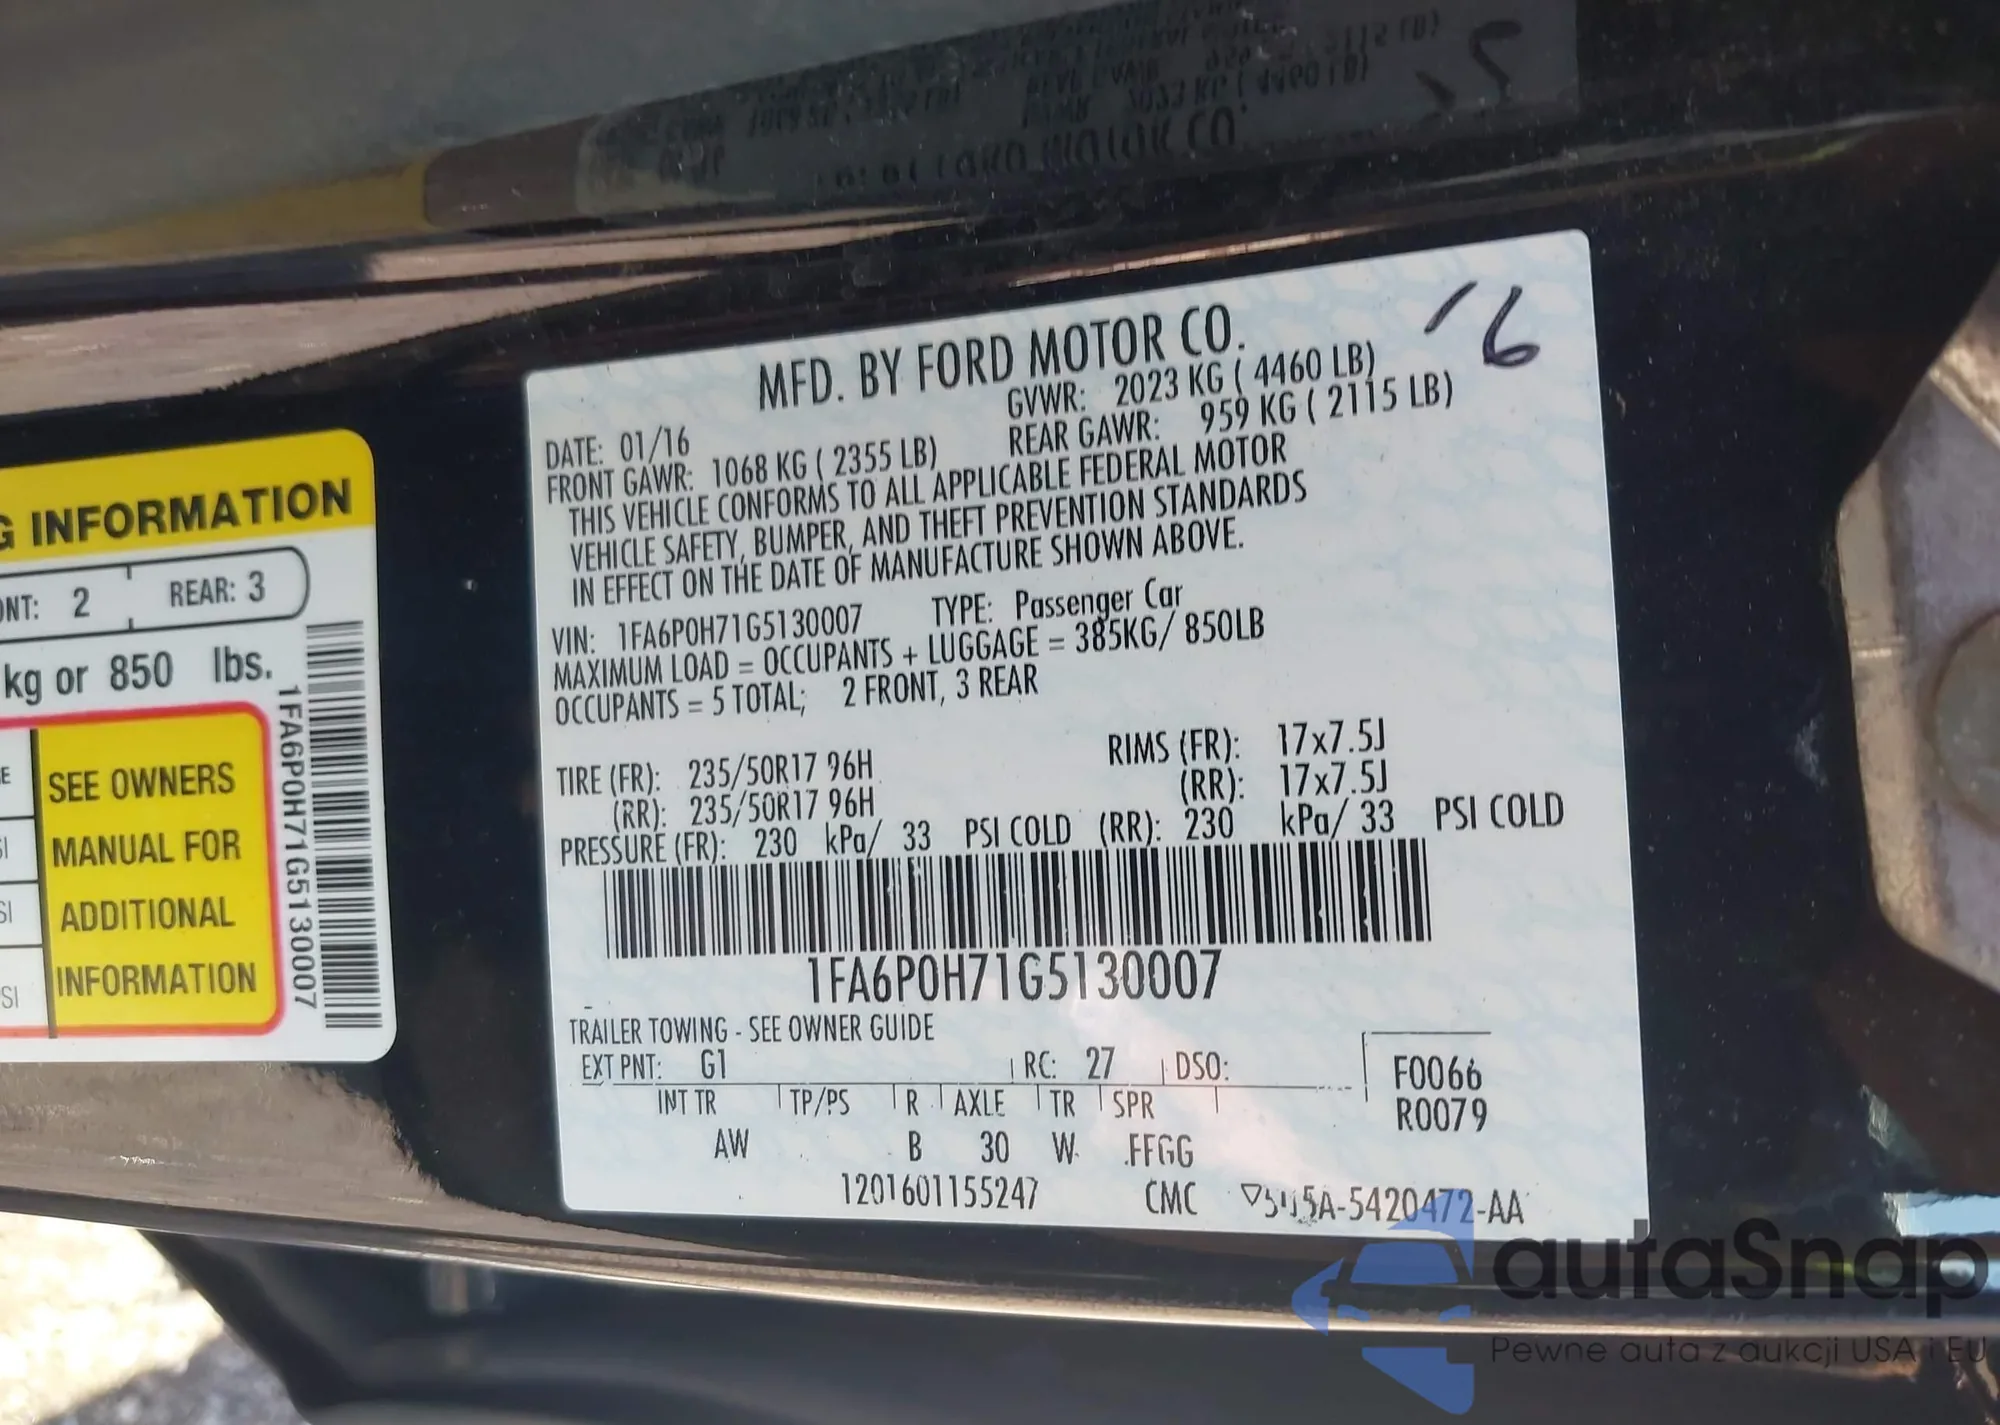 G INFORMATION
ONT: 2 REAR: 3
kg or 850 lbs.
SEE OWNERS
MANUAL FOR
ADDITIONAL
INFORMATION
1FA6P0H71G5130007
'16
MFD. BY FORD MOTOR CO.
DATE: 01/16 GVWR: 2023 KG ( 4460 LB)
FRONT GAWR: 1068 KG ( 2355 LB) REAR GAWR: 959 KG ( 2115 LB)
THIS VEHICLE CONFORMS TO ALL APPLICABLE FEDERAL MOTOR
VEHICLE SAFETY, BUMPER, AND THEFT PREVENTION STANDARDS
IN EFFECT ON THE DATE OF MANUFACTURE SHOWN ABOVE.
VIN: 1FA6P0H71G5130007 TYPE: Passenger Car
MAXIMUM LOAD = OCCUPANTS + LUGGAGE = 385KG/ 850LB
OCCUPANTS = 5 TOTAL; 2 FRONT, 3 REAR
TIRE (FR): 235/50R17 96H RIMS (FR): 17x7.5J
(RR): 235/50R17 96H (RR): 17x7.5J
PRESSURE (FR): 230 kPa/ 33 PSI COLD (RR): 230 kPa/ 33 PSI COLD
1FA6P0H71G5130007
TRAILER TOWING - SEE OWNER GUIDE
EXT PNT: G1 RC: 27 DSO:
F0066
R0079
INT TR TP/PS R AXLE TR SPR
AW B 30 W FFGG
1201601155247 CMC
autaSnap
Pewne auta z aukcji USA i EU